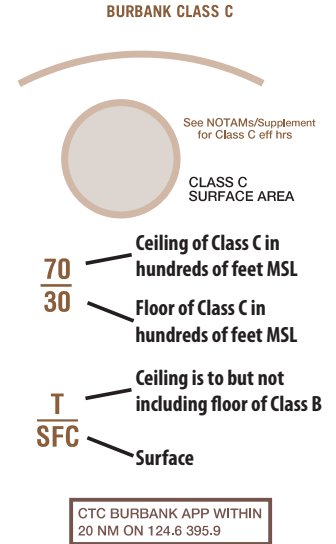 BURBANK CLASS C
See NOTAMs/Supplement
for Class C eff hrs
CLASS C
SURFACE AREA
70
30
Ceiling of Class C in
hundreds of feet MSL
Floor of Class C in
hundreds of feet MSL
T
SFC
Ceiling is to but not
including floor of Class B
Surface
CTC BURBANK APP WITHIN
20 NM ON 124.6 395.9